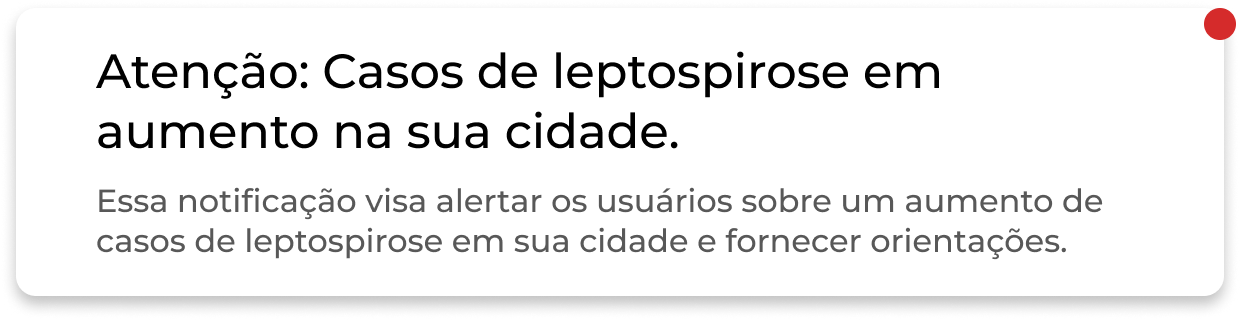 Atenção: Casos de leptospirose em
aumento na sua cidade.
Essa notificação visa alertar os usuários sobre um aumento de
casos de leptospirose em sua cidade e fornecer orientações.